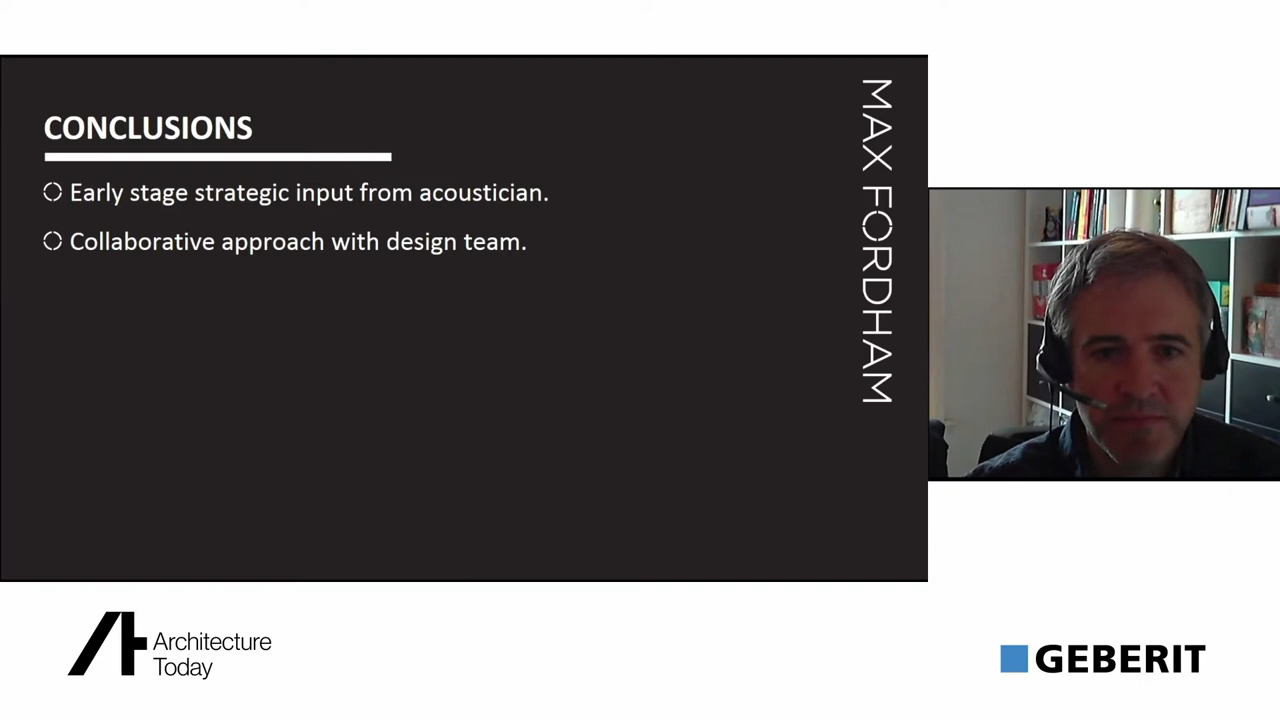 CONCLUSIONS
Early stage strategic input from acoustician.
Collaborative approach with design team.
MAX FORDHAM
Architecture
Today
GEBERIT